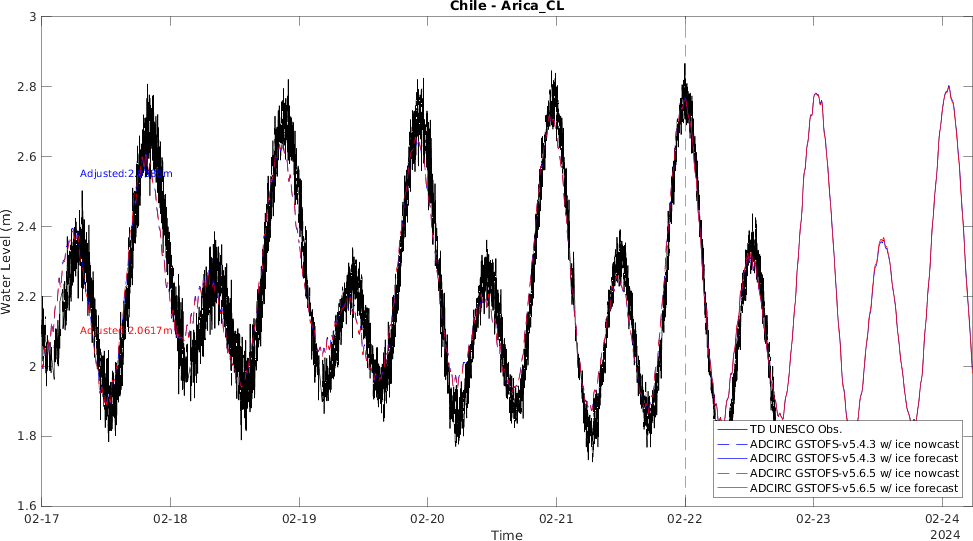 Chile - Arica_CL
3
2.8
2.6
2.4
2.2
2
1.8
1.6
Water Level (m)
Adjusted:
Adjusted:2.0617m
TD UNESCO Obs.
ADCIRC GSTOFS-v5.4.3 w/ ice nowcast
ADCIRC GSTOFS-v5.4.3 w/ ice forecast
ADCIRC GSTOFS-v5.6.5 w/ ice nowcast
ADCIRC GSTOFS-v5.6.5 w/ ice forecast
02-17 02-18 02-19 02-20 02-21 02-22 02-23 02-24
Time
2024